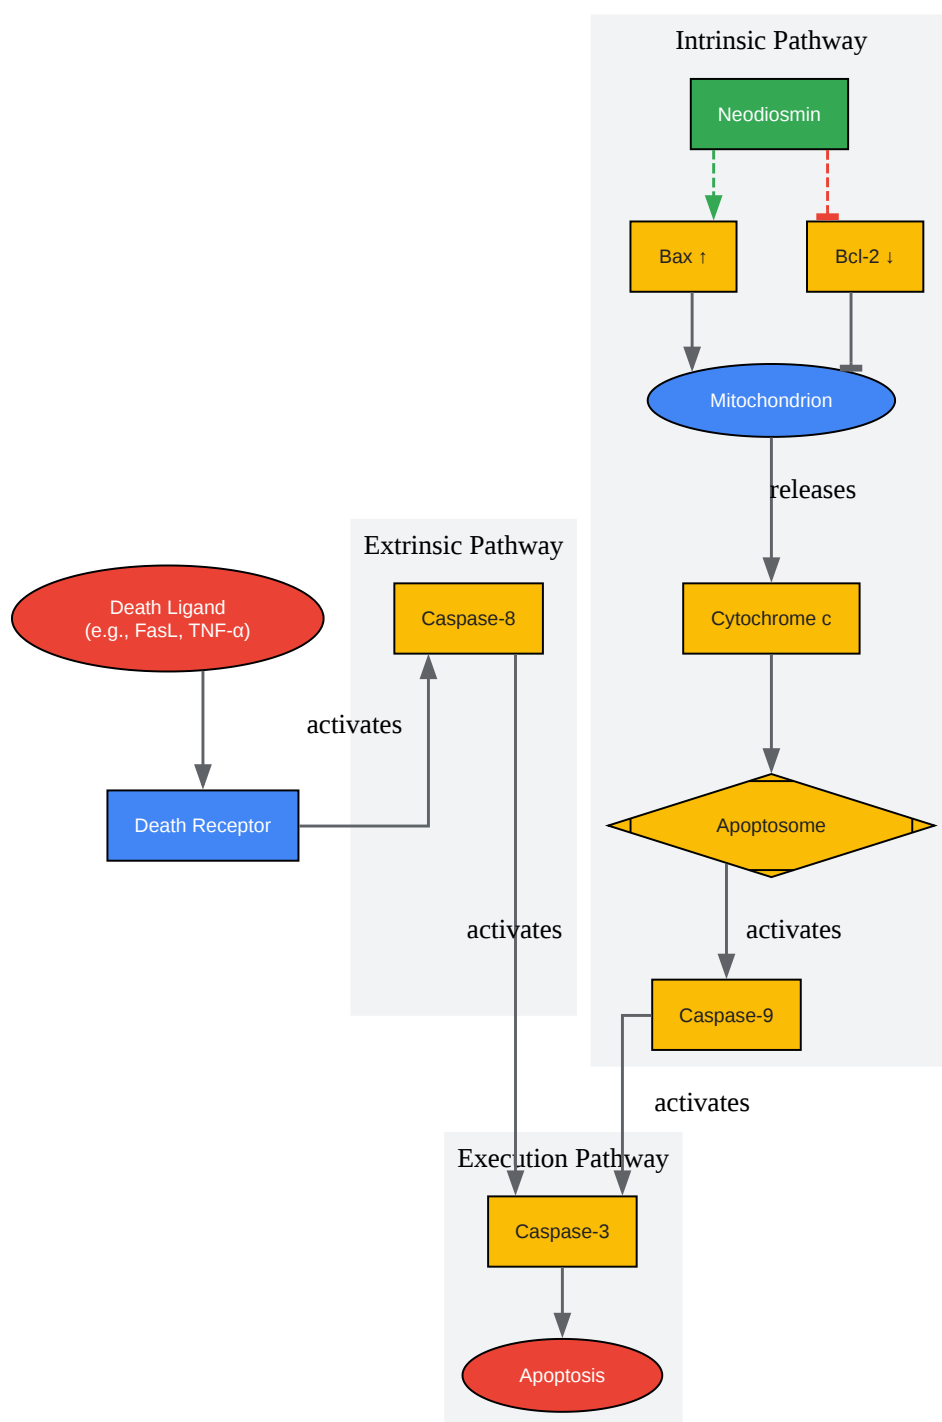 Intrinsic Pathway
Neodiosmin
Bax ↑
Bcl-2 ↓
Mitochondrion
releases
Extrinsic Pathway
Death Ligand
(e.g., FasL, TNF-α)
Caspase-8
Cytochrome c
activates
Death Receptor
Apoptosome
activates
activates
Caspase-9
activates
Execution Pathway
Caspase-3
Apoptosis